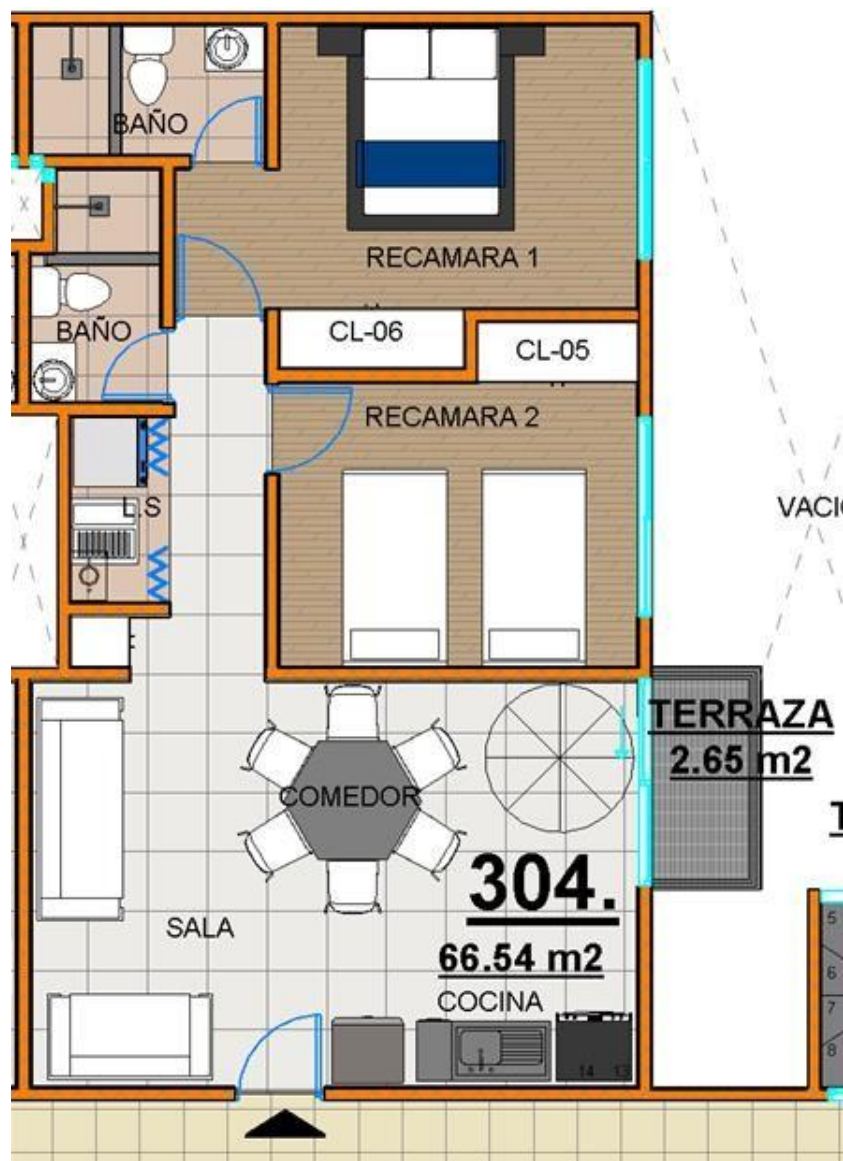 BAÑO
RECAMARA 1
BAÑO
CL-06
CL-05
RECAMARA 2
L.S
TERRAZA
2.65 m2
COMEDOR
304.
66.54 m2
SALA
COCINA
14 13
5
6
7
8